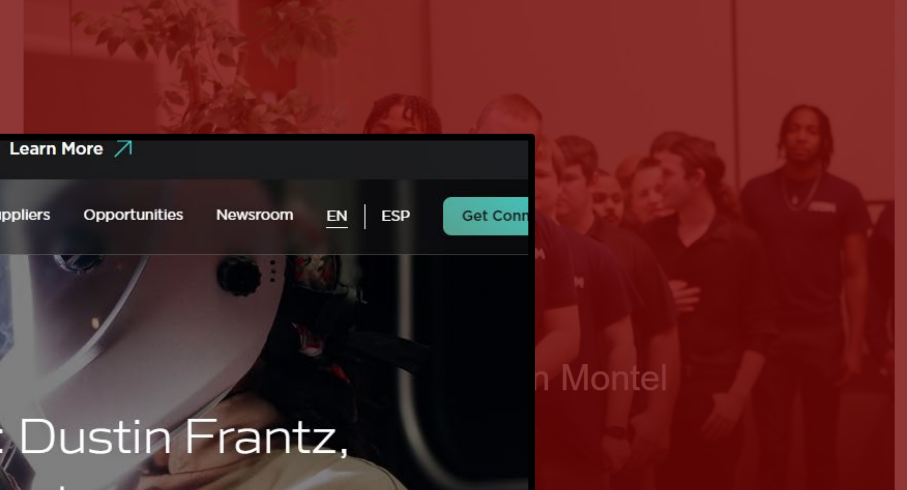 Learn More
ppliers Opportunities Newsroom EN ESP Get Conn
n Montel
: Dustin Frantz,